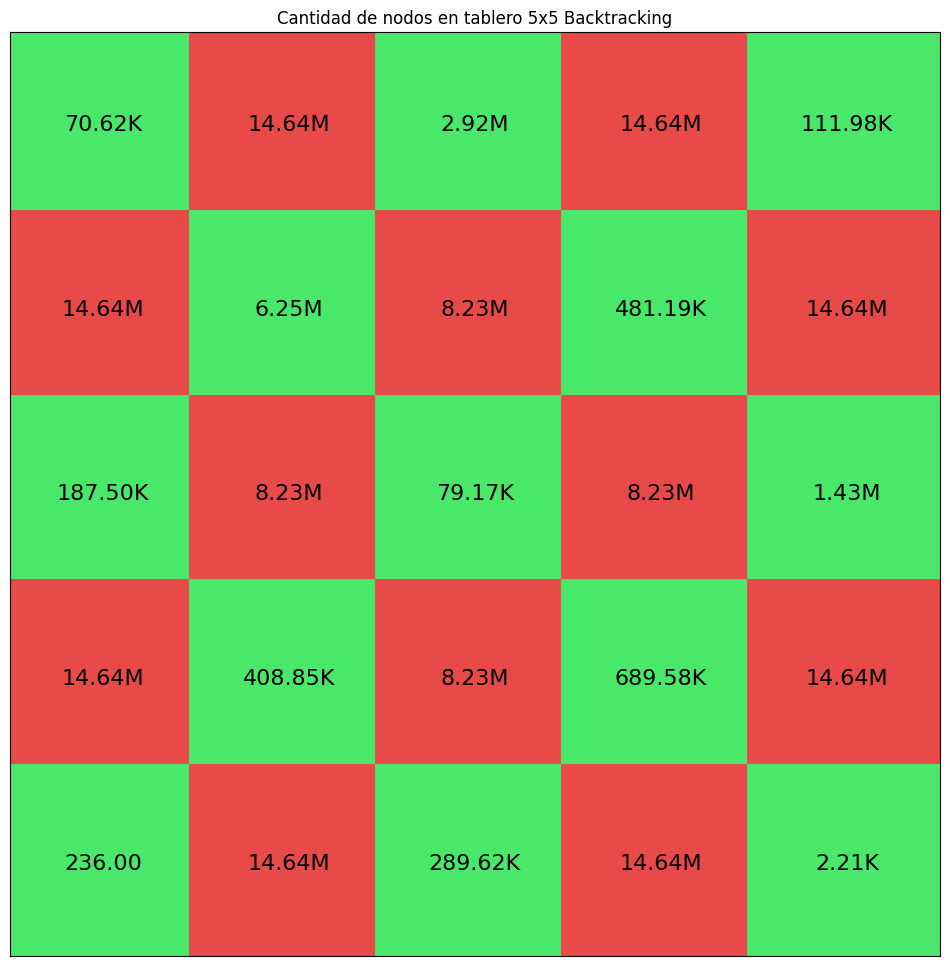 Cantidad de nodos en tablero 5x5 Backtracking
70.62K 14.64M 2.92M 14.64M 111.98K
14.64M 6.25M 8.23M 481.19K 14.64M
187.50K 8.23M 79.17K 8.23M 1.43M
14.64M 408.85K 8.23M 689.58K 14.64M
236.00 14.64M 289.62K 14.64M 2.21K